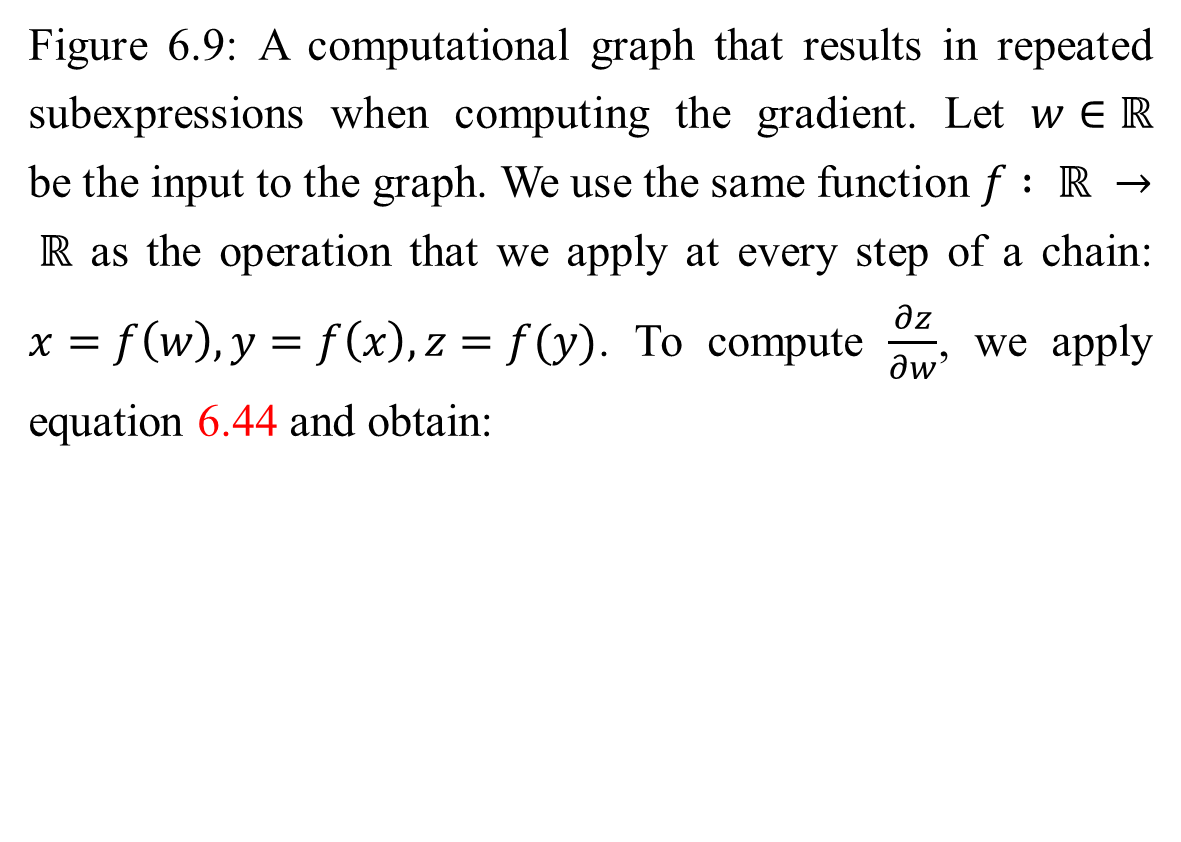 Figure 6.9: A computational graph that results in repeated
subexpressions when computing the gradient. Let w ∈ ℝ
be the input to the graph. We use the same function f : ℝ →
ℝ as the operation that we apply at every step of a chain:
x = f(w), y = f(x), z = f(y). To compute ∂z/∂w, we apply
equation 6.44 and obtain: